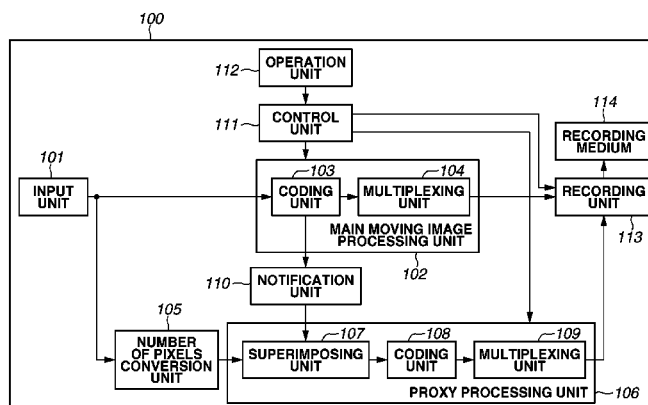 100
112
OPERATION
UNIT
111
CONTROL
UNIT
114
RECORDING
MEDIUM
101
INPUT
UNIT
103
CODING
UNIT
104
MULTIPLEXING
UNIT
RECORDING
UNIT
113
MAIN MOVING IMAGE
PROCESSING UNIT
102
110
NOTIFICATION
UNIT
105
NUMBER
OF PIXELS
CONVERSION
UNIT
107
SUPERIMPOSING
UNIT
108
CODING
UNIT
109
MULTIPLEXING
UNIT
PROXY PROCESSING UNIT
106